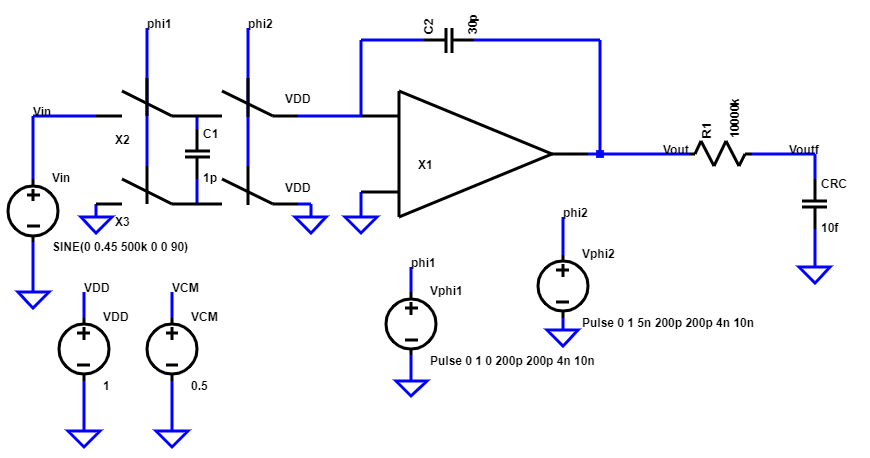 phi1
phi2
C2
30p
Vin
X2
C1
1p
VDD
X1
R1
10000k
Vout
Voutf
Vin
X3
VDD
CRC
10f
SINE(0 0.45 500k 0 0 90)
phi2
Vphi2
Pulse 0 1 5n 200p 200p 4n 10n
phi1
Vphi1
Pulse 0 1 0 200p 200p 4n 10n
VDD
VDD
1
VCM
VCM
0.5